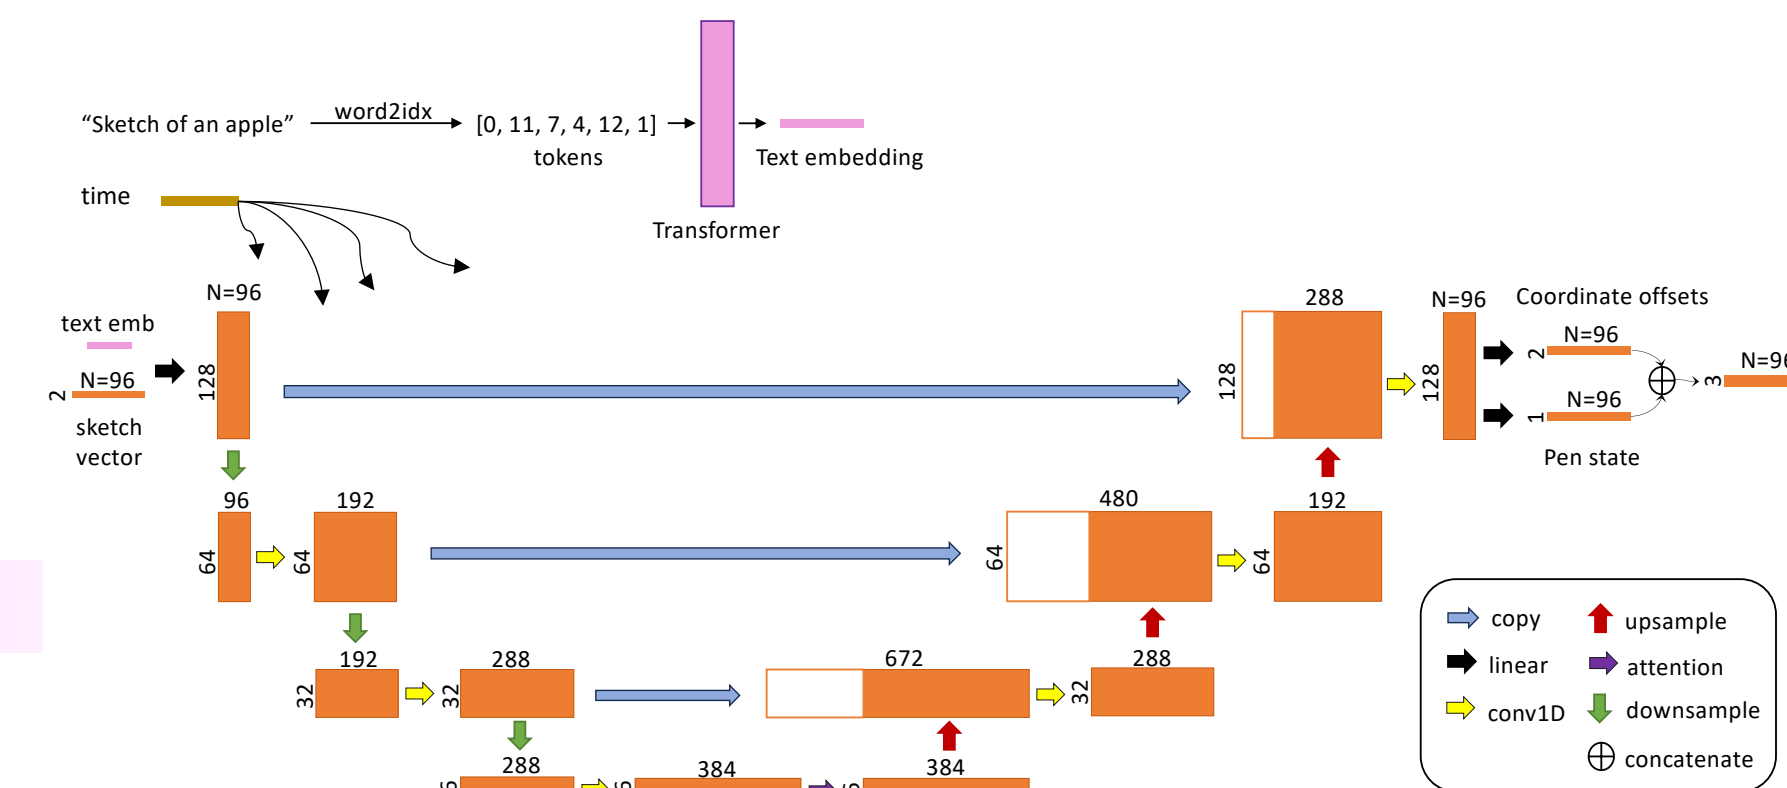 “Sketch of an apple”
word2idx
[0, 11, 7, 4, 12, 1]
tokens
Text embedding
Transformer
time
N=96
text emb
N=96
2
sketch
vector
128
288
128
N=96
128
Coordinate offsets
N=96
2
N=96
1
Pen state
N=96
3
96
64
192
64
480
64
192
64
192
32
288
32
672
288
32
288
384
384
copy
upsample
linear
attention
conv1D
downsample
concatenate